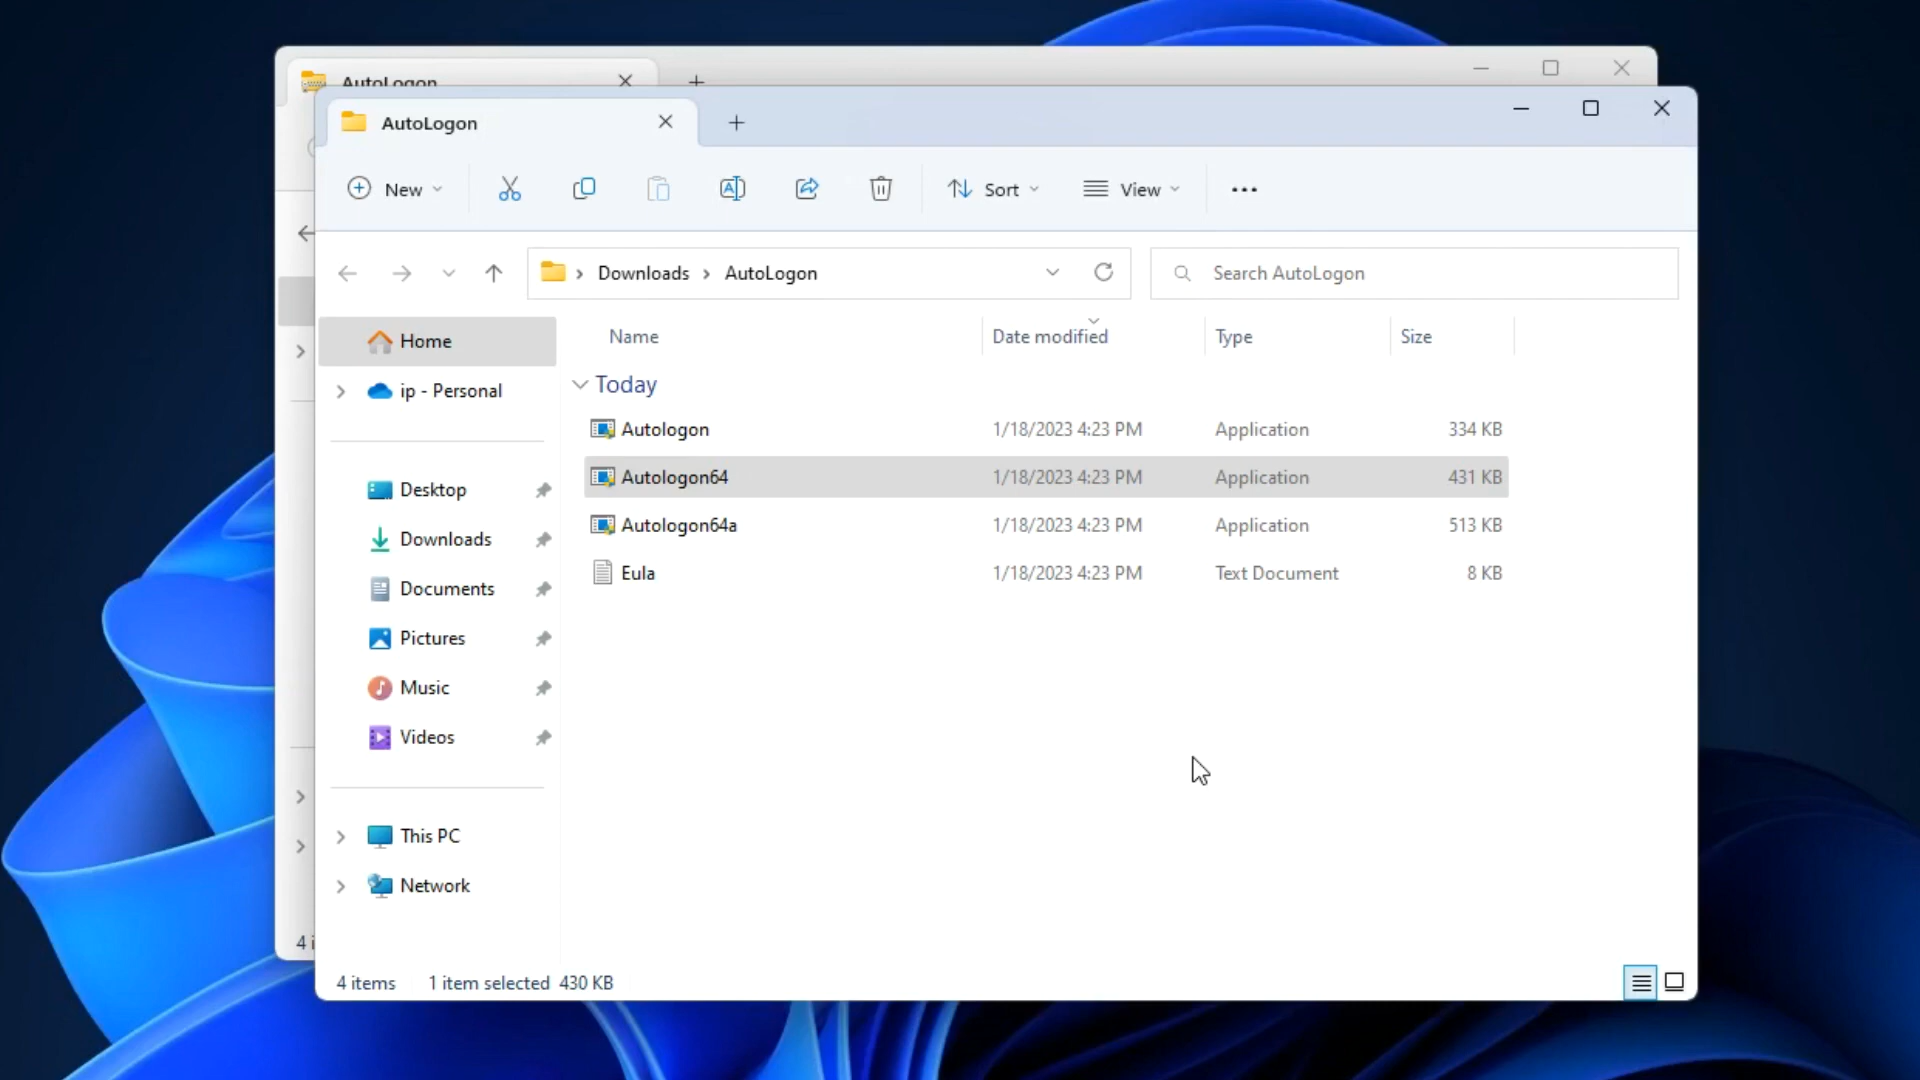 AutoLogon
AutoLogon
New
Sort
View
Downloads
AutoLogon
Search AutoLogon
Name
Date modified
Type
Size
Home
ip - Personal
Desktop
Downloads
Documents
Pictures
Music
Videos
This PC
Network
Today
Autologon 1/18/2023 4:23 PM Application 334 KB
Autologon64 1/18/2023 4:23 PM Application 431 KB
Autologon64a 1/18/2023 4:23 PM Application 513 KB
Eula 1/18/2023 4:23 PM Text Document 8 KB
4 i
4 items 1 item selected 430 KB